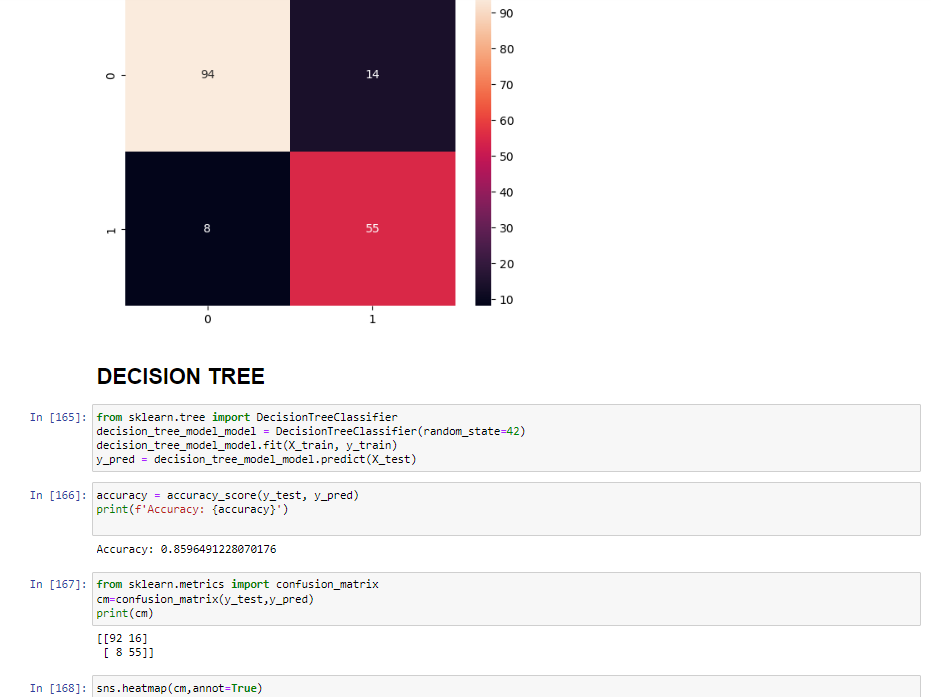 90
94
14
80
70
0
60
50
40
8
55
1
30
20
10
0
1
DECISION TREE
In [165]:
from sklearn.tree import DecisionTreeClassifier
decision_tree_model_model = DecisionTreeClassifier(random_state=42)
decision_tree_model_model.fit(X_train, y_train)
y_pred = decision_tree_model_model.predict(X_test)
In [166]:
accuracy = accuracy_score(y_test, y_pred)
print(f'Accuracy: {accuracy}')
Accuracy: 0.8596491228070176
In [167]:
from sklearn.metrics import confusion_matrix
cm=confusion_matrix(y_test,y_pred)
print(cm)
[[92 16]
 [ 8 55]]
In [168]:
sns.heatmap(cm,annot=True)